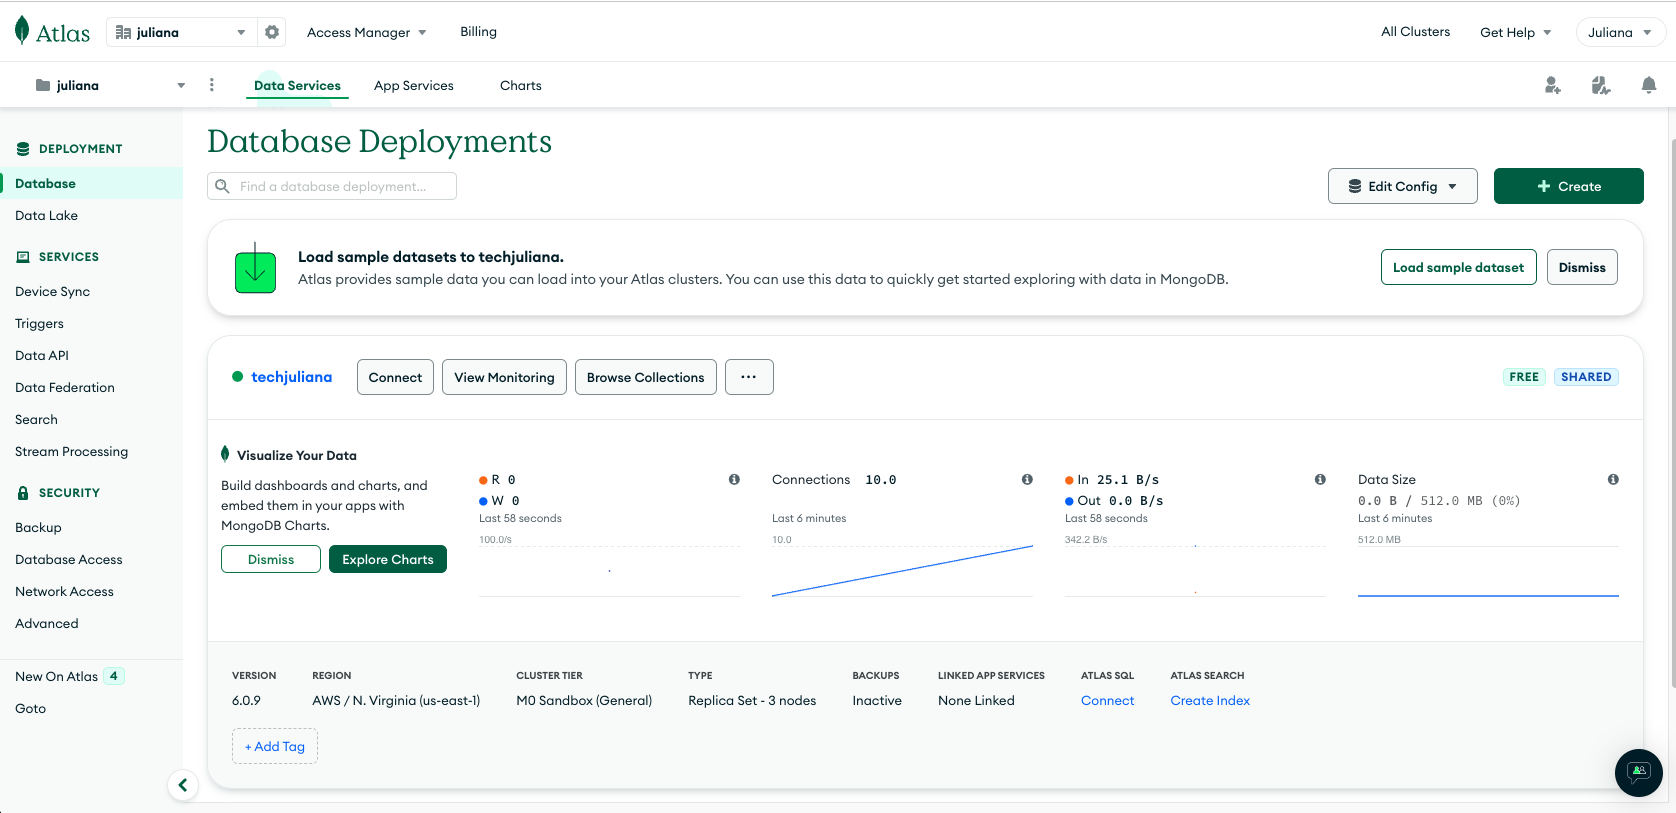 Atlas
juliana
Access Manager
Billing
All Clusters
Get Help
Juliana
juliana
Data Services
App Services
Charts
DEPLOYMENT
Database
Data Lake
SERVICES
Device Sync
Triggers
Data API
Data Federation
Search
Stream Processing
SECURITY
Backup
Database Access
Network Access
Advanced
New On Atlas 4
Goto
Database Deployments
Find a database deployment...
Edit Config
+ Create
Load sample datasets to techjuliana.
Atlas provides sample data you can load into your Atlas clusters. You can use this data to quickly get started exploring with data in MongoDB.
Load sample dataset
Dismiss
techjuliana
Connect
View Monitoring
Browse Collections
...
FREE
SHARED
Visualize Your Data
Build dashboards and charts, and
embed them in your apps with
MongoDB Charts.
Dismiss
Explore Charts
R 0
W 0
Last 58 seconds
100.0/s
Connections 10.0
Last 6 minutes
10.0
In 25.1 B/s
Out 0.0 B/s
Last 58 seconds
342.2 B/s
Data Size
0.0 B / 512.0 MB (0%)
Last 6 minutes
512.0 MB
VERSION
6.0.9
REGION
AWS / N. Virginia (us-east-1)
CLUSTER TIER
M0 Sandbox (General)
TYPE
Replica Set - 3 nodes
BACKUPS
Inactive
LINKED APP SERVICES
None Linked
ATLAS SQL
Connect
ATLAS SEARCH
Create Index
+ Add Tag